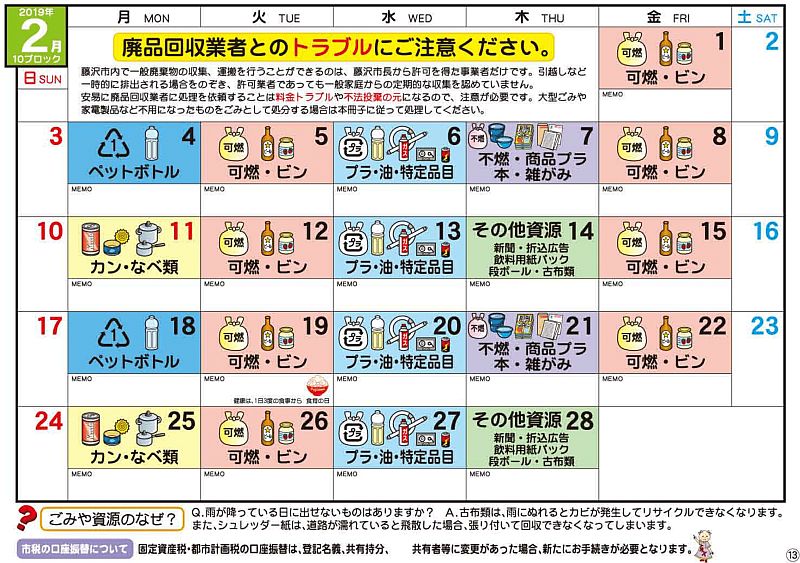 2019年
2月
10ブロック
日 SUN
月 MON
火 TUE
水 WED
木 THU
金 FRI
土 SAT
廃品回収業者とのトラブルにご注意ください。
藤沢市内で一般廃棄物の収集、運搬を行うことができるのは、藤沢市長から許可を得た事業者だけです。引越しなど
一時的に排出される場合をのぞき、許可業者であっても一般家庭からの定期的な収集を認めていません。
安易に廃品回収業者に処理を依頼することは料金トラブルや不法投棄の元になるので、注意が必要です。大型ごみや
家電製品など不用になったものをごみとして処分する場合は本冊子に従って処理してください。
可燃
1
可燃・ビン
MEMO
2
3
1
4
ペットボトル
MEMO
可燃
5
可燃・ビン
MEMO
プラ
6
プラ・油・特定品目
MEMO
不燃
7
不燃・商品プラ
本・雑がみ
MEMO
可燃
8
可燃・ビン
MEMO
9
10
11
カン・なべ類
MEMO
可燃
12
可燃・ビン
MEMO
プラ
13
プラ・油・特定品目
MEMO
その他資源 14
新聞・折込広告
飲料用紙パック
段ボール・古布類
MEMO
可燃
15
可燃・ビン
MEMO
16
17
1
18
ペットボトル
MEMO
可燃
19
可燃・ビン
MEMO
健康は、1日3度の食事から 食育の日
プラ
20
プラ・油・特定品目
MEMO
不燃
21
不燃・商品プラ
本・雑がみ
MEMO
可燃
22
可燃・ビン
MEMO
23
24
25
カン・なべ類
MEMO
可燃
26
可燃・ビン
MEMO
プラ
27
プラ・油・特定品目
MEMO
その他資源 28
新聞・折込広告
飲料用紙パック
段ボール・古布類
MEMO
ごみや資源のなぜ?
Q.雨が降っている日に出せないものはありますか? A.古布類は、雨にぬれるとカビが発生してリサイクルできなくなります。
また、シュレッダー紙は、道路が濡れていると飛散した場合、張り付いて回収できなくなってしまいます。
市税の口座振替について
固定資産税・都市計画税の口座振替は、登記名義、共有持分、 共有者等に変更があった場合、新たにお手続きが必要となります。
⑬